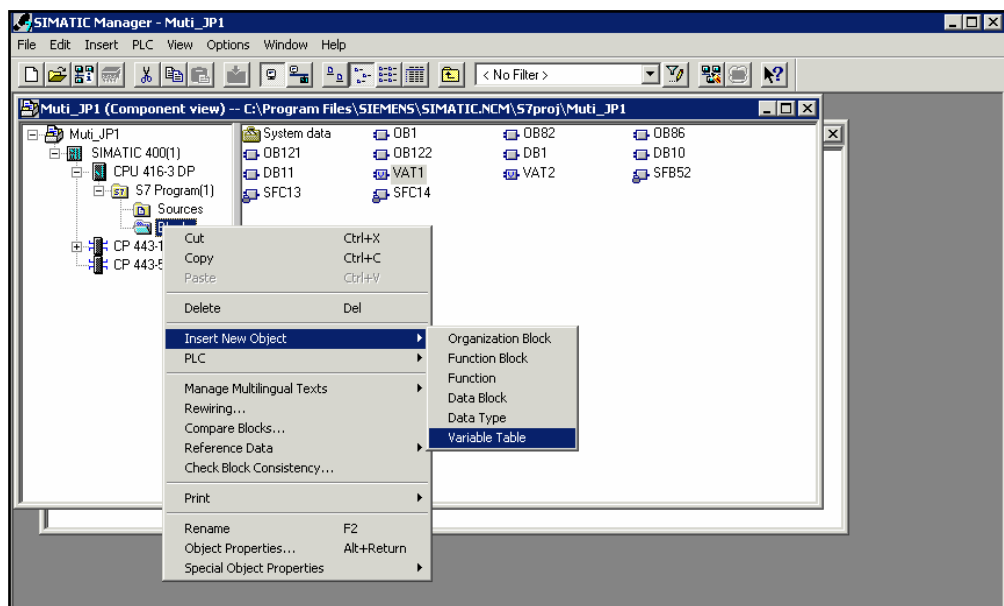 SIMATIC Manager - Muti_JP1
File Edit Insert PLC View Options Window Help
< No Filter >
Muti_JP1 (Component view) -- C:\Program Files\SIEMENS\SIMATIC.NCM\S7proj\Muti_JP1
Muti_JP1
SIMATIC 400(1)
CPU 416-3 DP
S7 Program(1)
Sources
CP 443-1
CP 443-5
System data OB1 OB82 OB86
OB121 OB122 DB1 DB10
DB11 VAT1 VAT2 SFB52
SFC13 SFC14
Cut Ctrl+X
Copy Ctrl+C
Paste Ctrl+V
Delete Del
Insert New Object
PLC
Manage Multilingual Texts
Rewiring...
Compare Blocks...
Reference Data
Check Block Consistency...
Print
Rename F2
Object Properties... Alt+Return
Special Object Properties
Organization Block
Function Block
Function
Data Block
Data Type
Variable Table